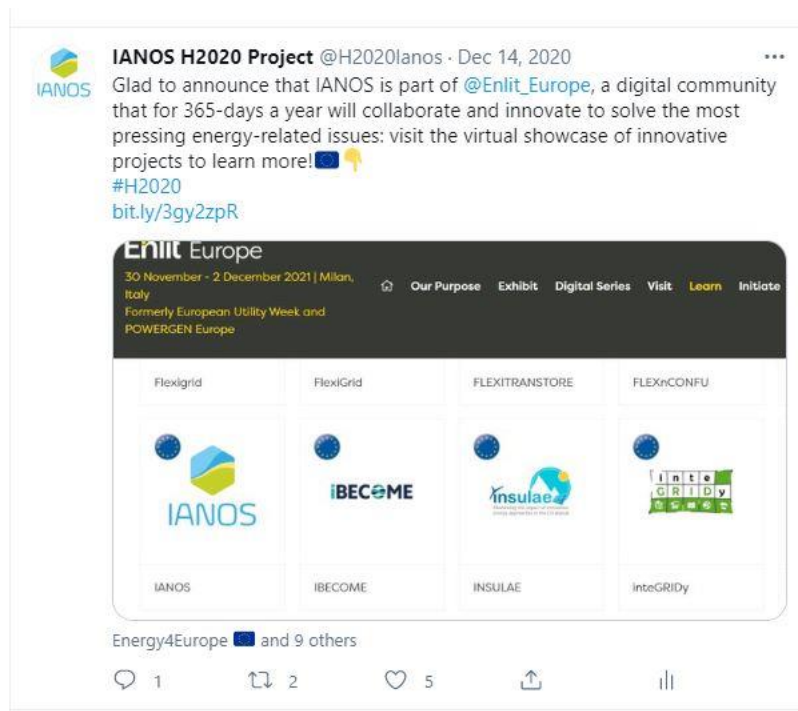 IANOS H2020 Project @H2020Ianos · Dec 14, 2020
IANOS
Glad to announce that IANOS is part of @Enlit_Europe, a digital community
that for 365-days a year will collaborate and innovate to solve the most
pressing energy-related issues: visit the virtual showcase of innovative
projects to learn more!🇪🇺👇
#H2020
bit.ly/3gy2zpR
Enlit Europe
30 November - 2 December 2021 | Milan,
Italy
Formerly European Utility Week and
POWERGEN Europe
Our Purpose Exhibit Digital Series Visit Learn Initiate
Flexigrid FlexiGrid FLEXITRANSTORE FLEXnCONFU
IANOS
iBECOME
insulae
inte
GRIDy
IANOS IBECOME INSULAE inteGRIDy
Energy4Europe 🇪🇺 and 9 others
1 2 5